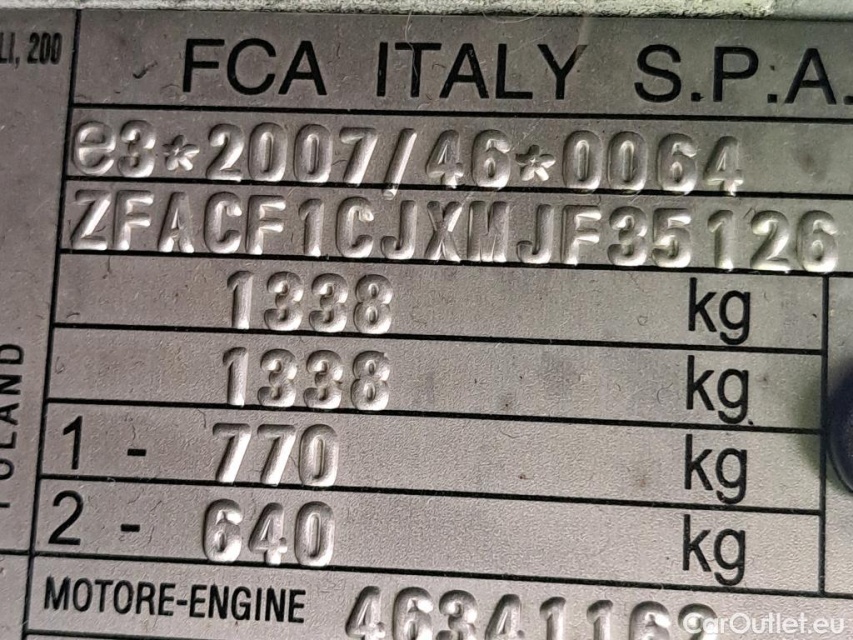 LI, 200
FCA ITALY S.P.A.
e3*2007/46*0064
ZFACF1CJXMJF35126
1338 kg
1338 kg
1 - 770 kg
2 - 640 kg
POLAND
MOTORE-ENGINE
CarOutlet.eu